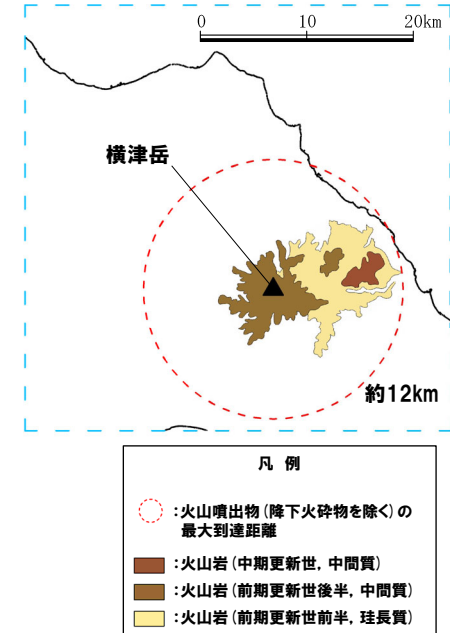 0 10 20km
横津岳
約12km
凡 例
:火山噴出物(降下火砕物を除く)の
最大到達距離
:火山岩(中期更新世, 中間質)
:火山岩(前期更新世後半, 中間質)
:火山岩(前期更新世前半, 珪長質)